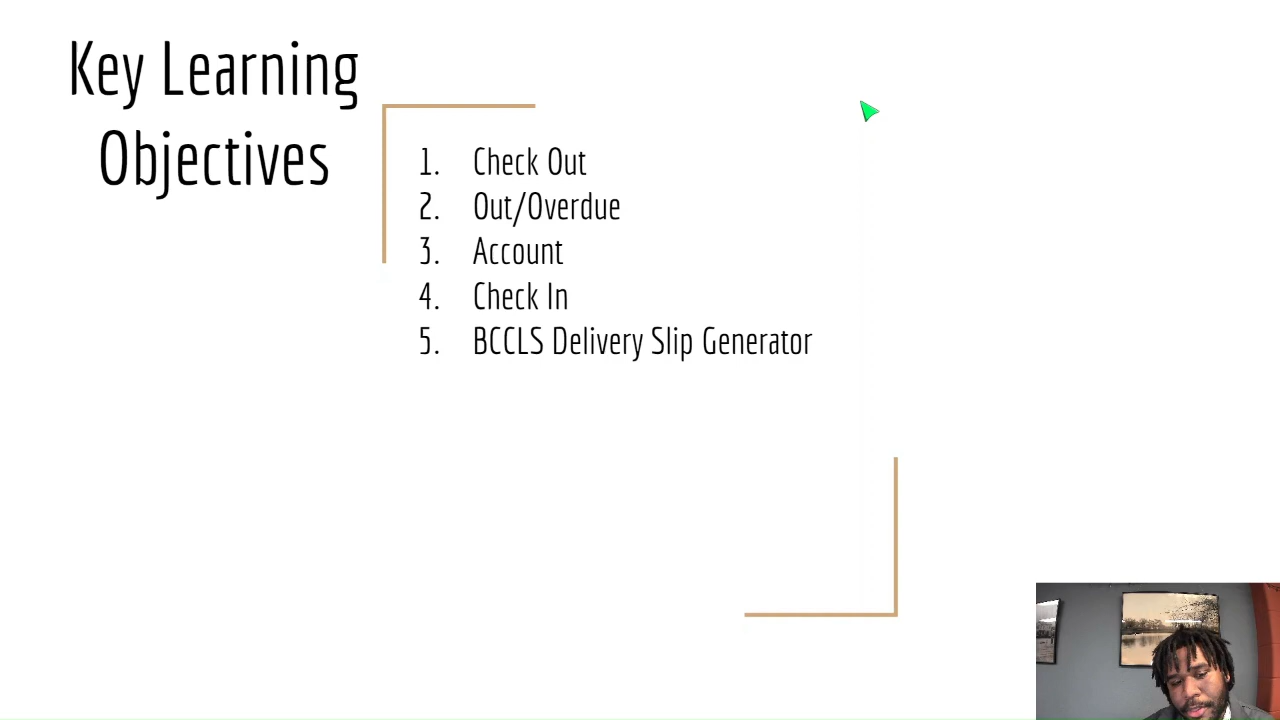 Key Learning
Objectives
1. Check Out
2. Out/Overdue
3. Account
4. Check In
5. BCCLS Delivery Slip Generator